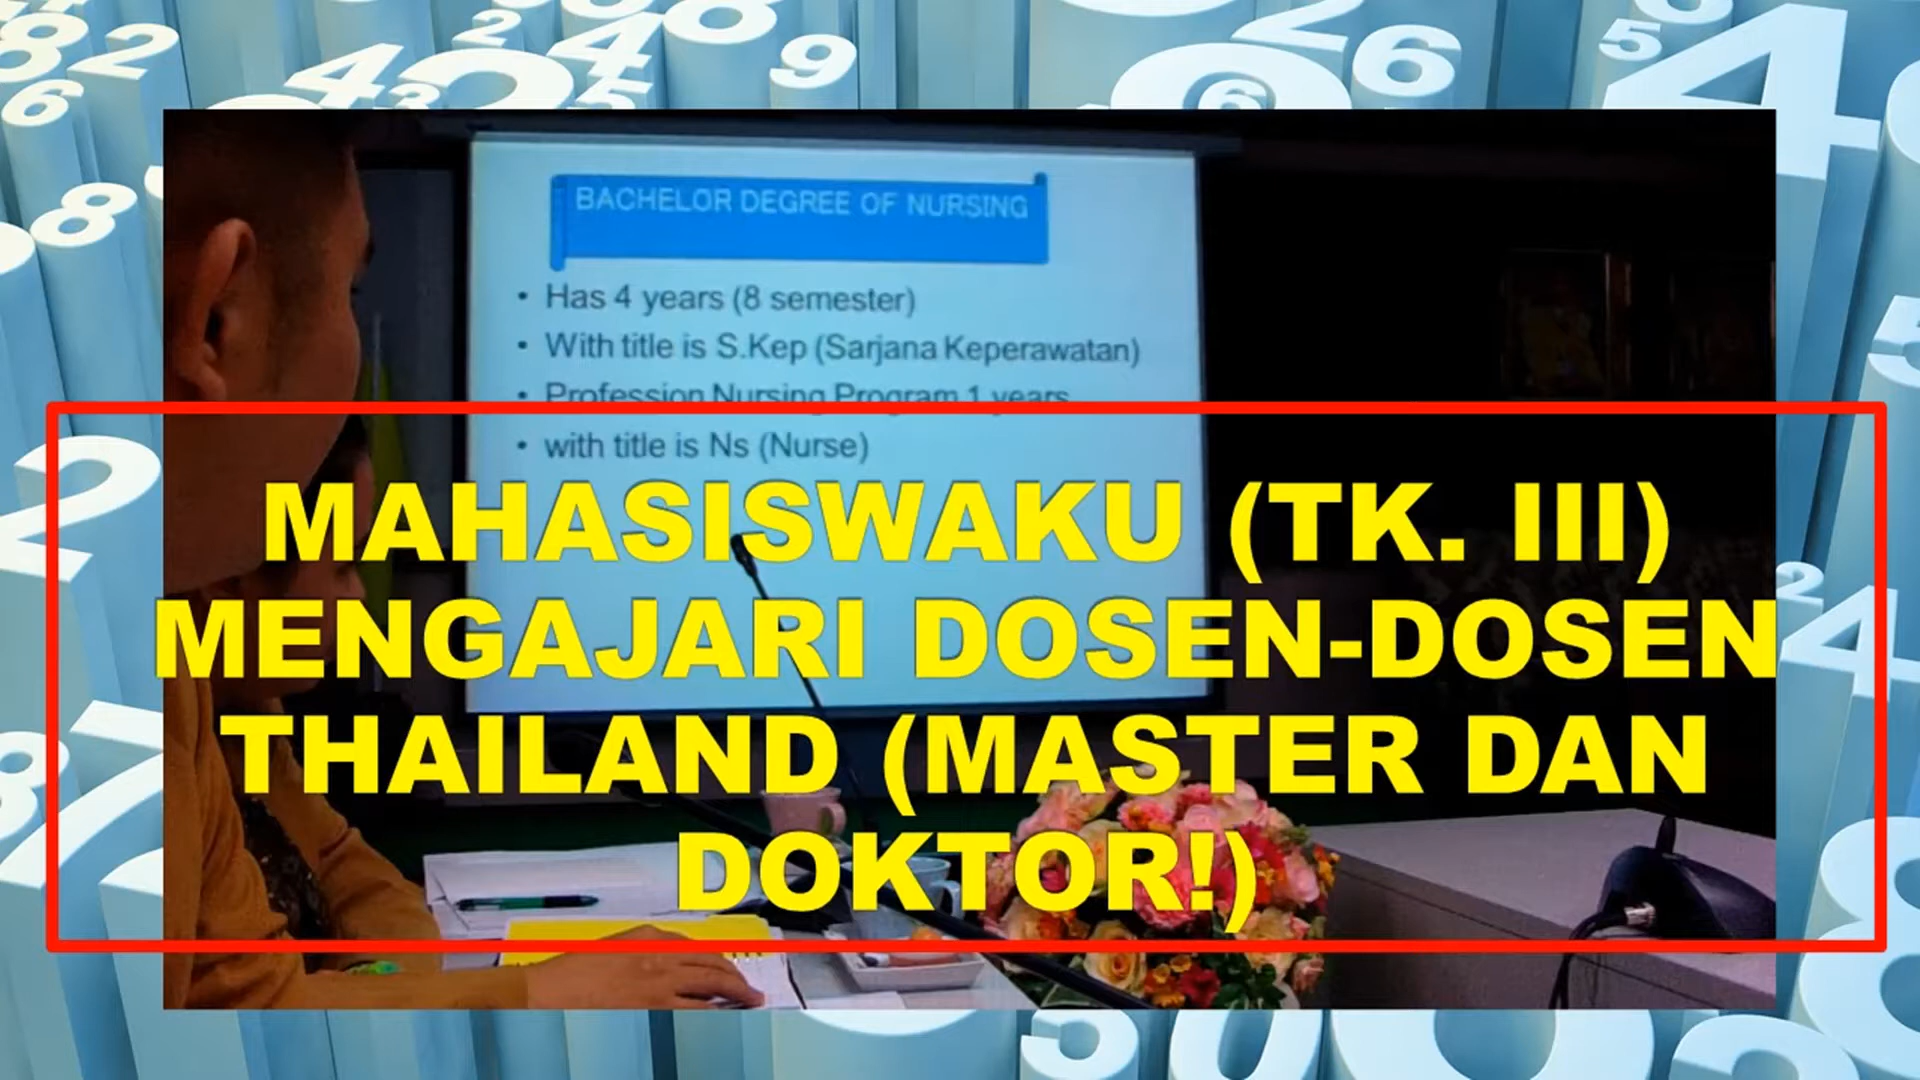 BACHELOR DEGREE OF NURSING
• Has 4 years (8 semester)
• With title is S.Kep (Sarjana Keperawatan)
• Profession Nursing Program 1 years
• with title is Ns (Nurse)
MAHASISWAKU (TK. III)
MENGAJARI DOSEN-DOSEN
THAILAND (MASTER DAN
DOKTOR!)